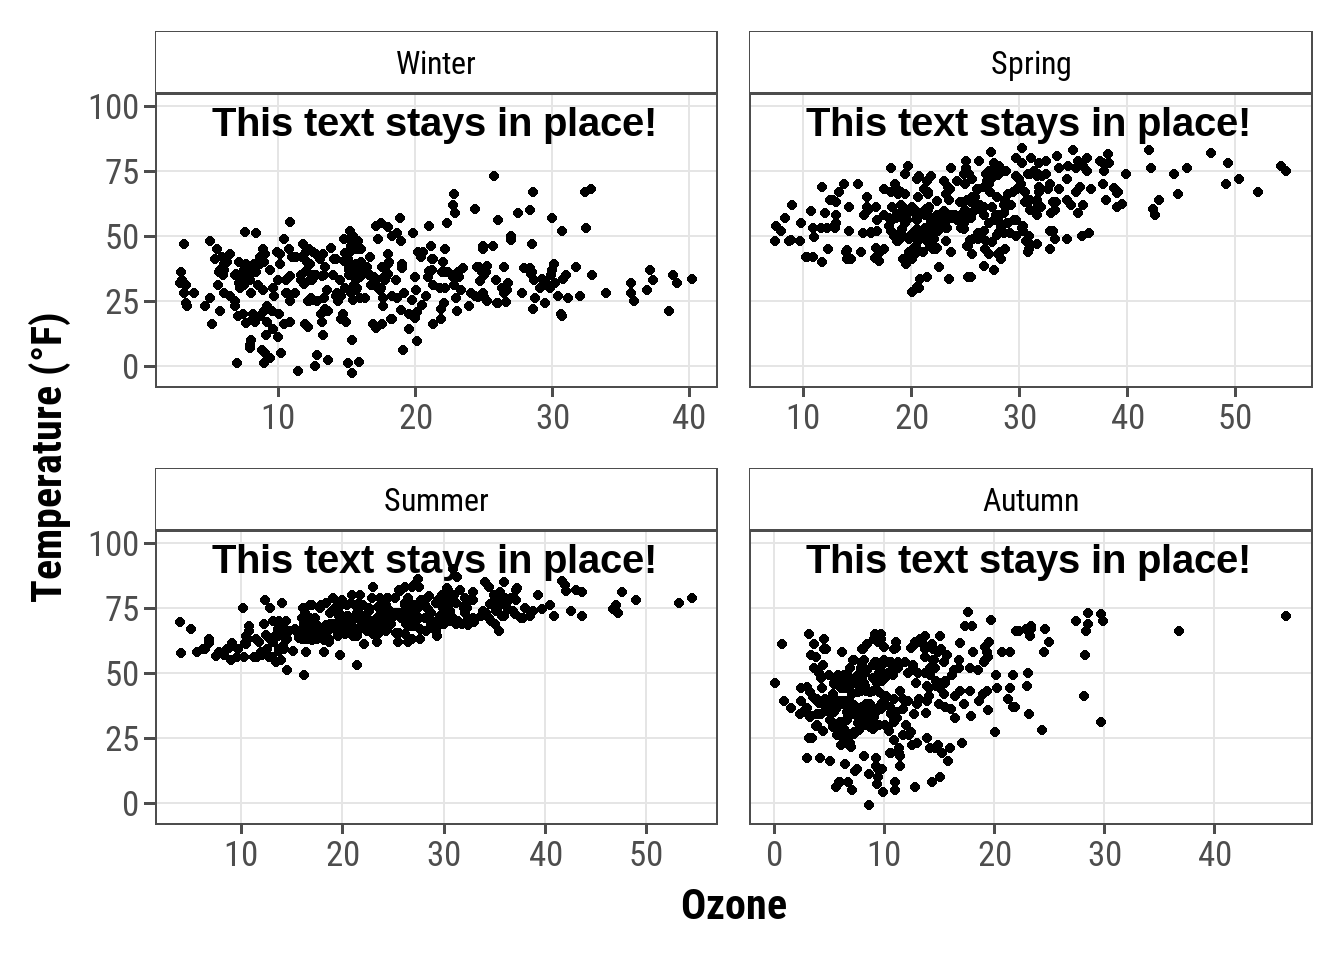 Winter
Spring
This text stays in place!
This text stays in place!
100
75
50
25
0
10 20 30 40
10 20 30 40 50
Temperature (°F)
Summer
Autumn
This text stays in place!
This text stays in place!
100
75
50
25
0
10 20 30 40 50
0 10 20 30 40
Ozone